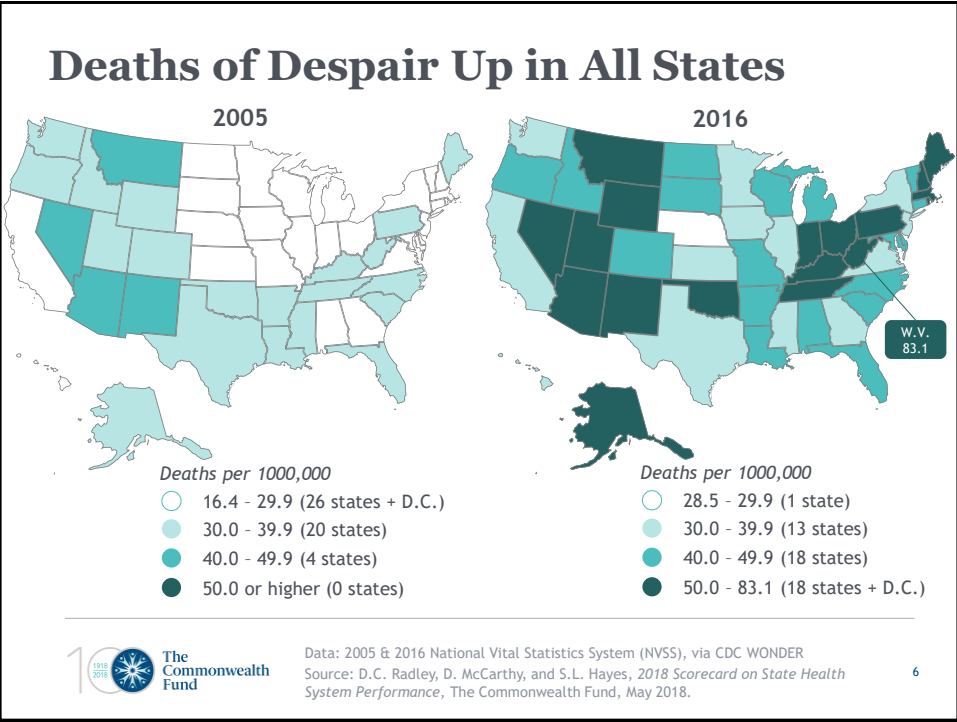 Deaths of Despair Up in All States
2005
2016
W.V.
83.1
Deaths per 1000,000
16.4 – 29.9 (26 states + D.C.)
30.0 – 39.9 (20 states)
40.0 – 49.9 (4 states)
50.0 or higher (0 states)
Deaths per 1000,000
28.5 – 29.9 (1 state)
30.0 – 39.9 (13 states)
40.0 – 49.9 (18 states)
50.0 – 83.1 (18 states + D.C.)
10
1918
2018
The
Commonwealth
Fund
Data: 2005 & 2016 National Vital Statistics System (NVSS), via CDC WONDER
Source: D.C. Radley, D. McCarthy, and S.L. Hayes, 2018 Scorecard on State Health
System Performance, The Commonwealth Fund, May 2018.
6